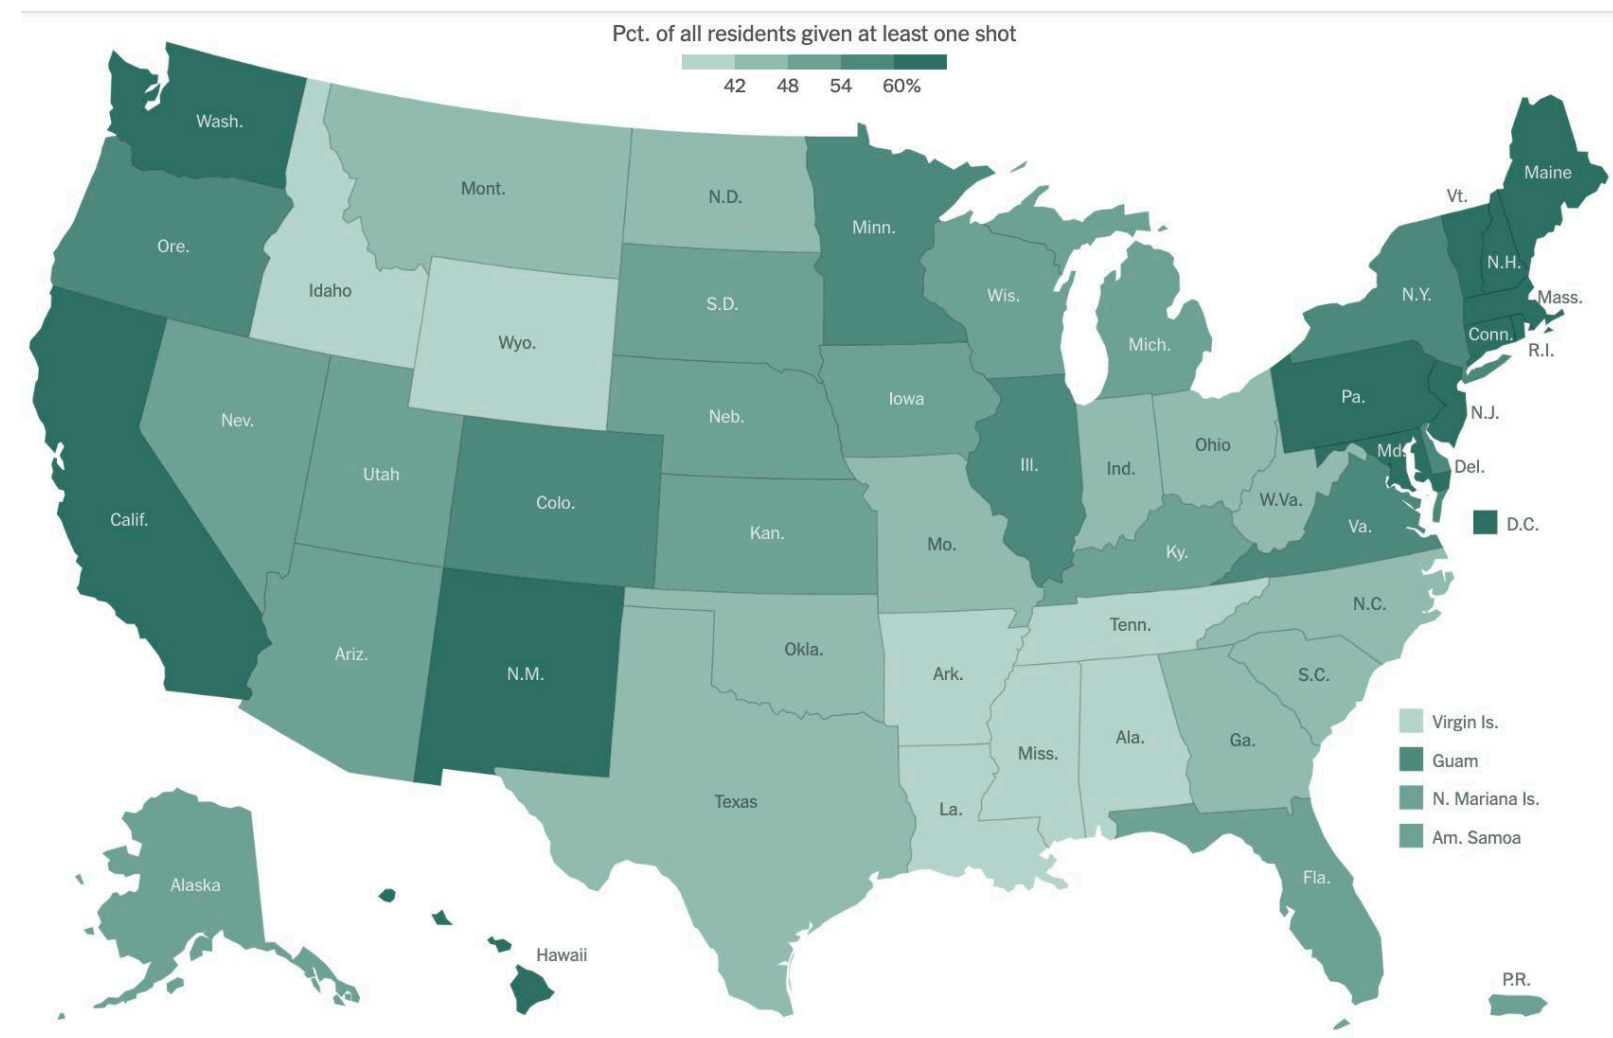 Pct. of all residents given at least one shot
42 48 54 60%
Wash.
Maine
Mont.
Vt.
N.D.
Minn.
Ore.
N.H.
Idaho
S.D.
Wis.
N.Y.
Mass.
Wyo.
Mich.
Conn.
R.I.
Nev.
Neb.
Iowa
Pa.
N.J.
Utah
Colo.
Ill.
Ind.
Ohio
Md.
Del.
Calif.
Kan.
Mo.
Ky.
W.Va.
Va.
D.C.
Ariz.
N.M.
Okla.
Ark.
Tenn.
N.C.
S.C.
Texas
La.
Miss.
Ala.
Ga.
Virgin Is.
Guam
N. Mariana Is.
Am. Samoa
Alaska
Hawaii
Fla.
P.R.